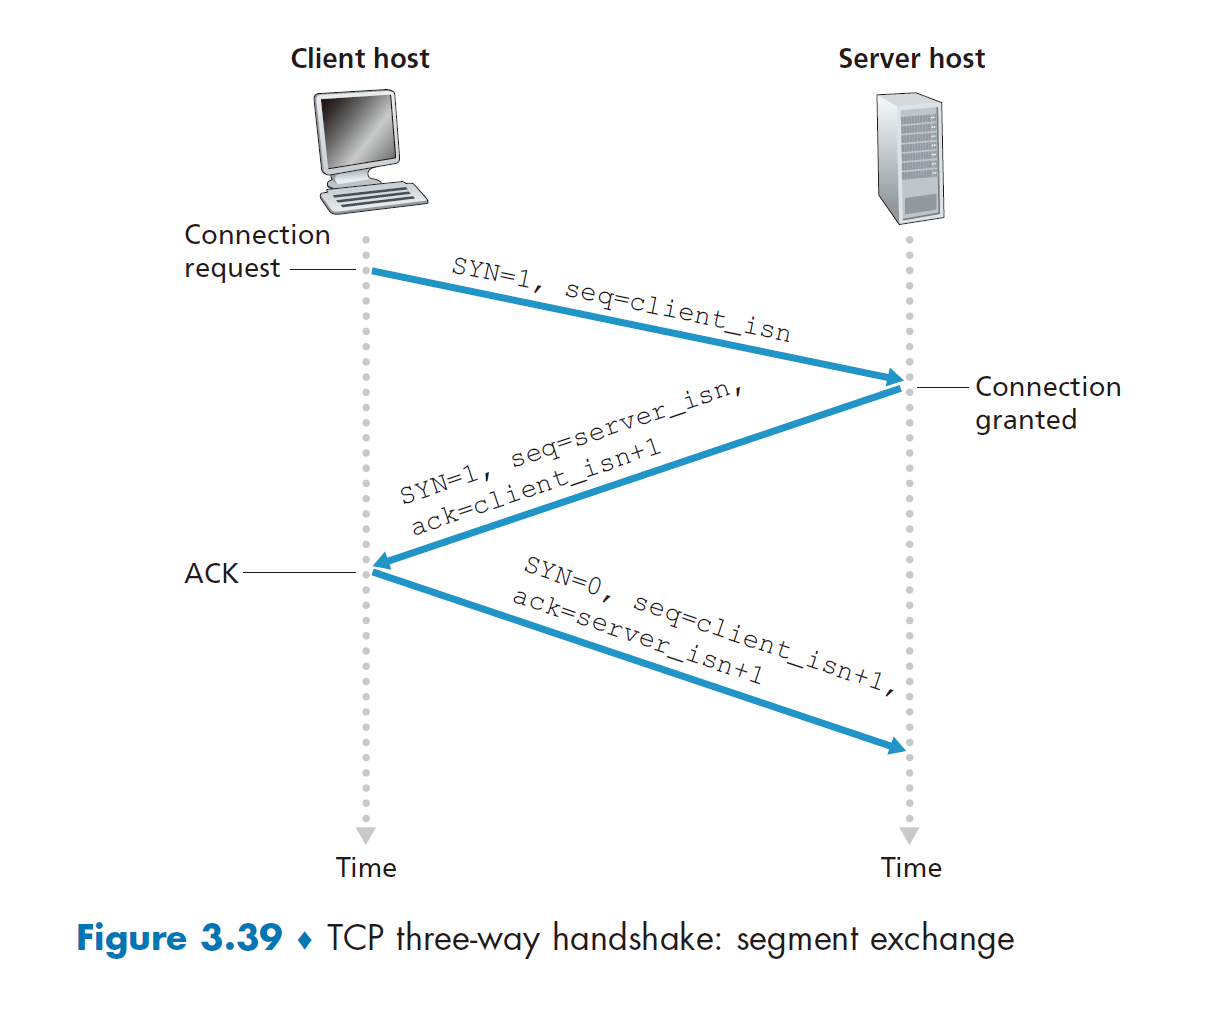 Client host
Server host
Connection
request
SYN=1, seq=client_isn
Connection
granted
SYN=1, seq=server_isn,
ack=client_isn+1
ACK
SYN=0, seq=client_isn+1,
ack=server_isn+1
Time
Time
Figure 3.39 ♦ TCP three-way handshake: segment exchange